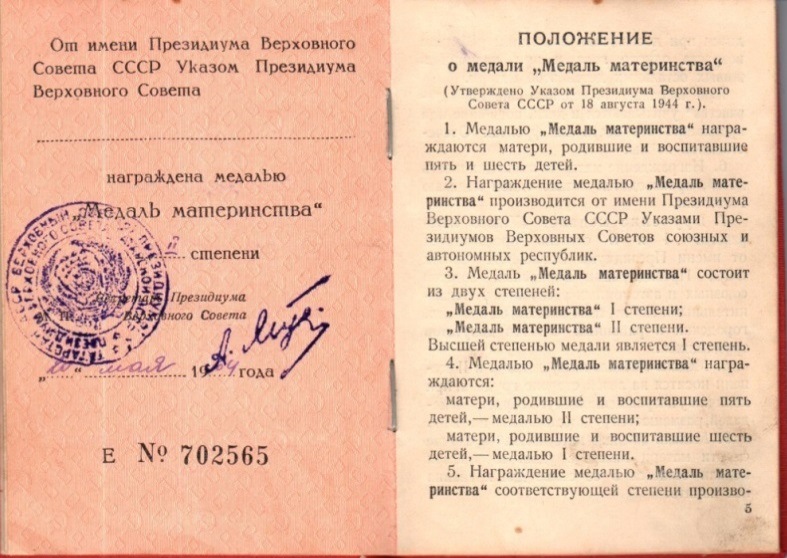 От имени Президиума Верховного
Совета СССР Указом Президиума
Верховного Совета
награждена медалью
„Медаль материнства“
II степени
Секретарь Президиума
Верховного Совета
„20“ мая 1964 года
Е № 702565
ПОЛОЖЕНИЕ
о медали „Медаль материнства“
(Утверждено Указом Президиума Верховного
Совета СССР от 18 августа 1944 г.).
1. Медалью „Медаль материнства“ награ-
ждаются матери, родившие и воспитавшие
пять и шесть детей.
2. Награждение медалью „Медаль мате-
ринства“ производится от имени Президиума
Верховного Совета СССР Указами Пре-
зидиумов Верховных Советов союзных и
автономных республик.
3. Медаль „Медаль материнства“ состоит
из двух степеней:
„Медаль материнства“ I степени;
„Медаль материнства“ II степени.
Высшей степенью медали является I степень.
4. Медалью „Медаль материнства“ награ-
ждаются:
матери, родившие и воспитавшие пять
детей,— медалью II степени;
матери, родившие и воспитавшие шесть
детей,— медалью I степени.
5. Награждение медалью „Медаль мате-
ринства“ соответствующей степени произво-
5